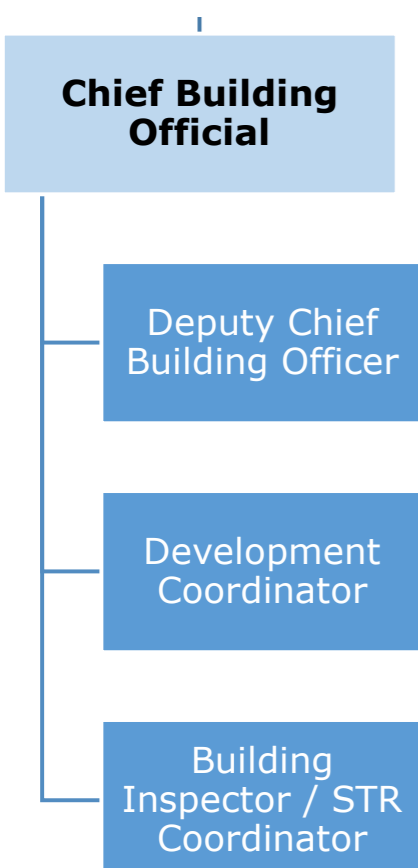 Chief Building
Official
Deputy Chief
Building Officer
Development
Coordinator
Building
Inspector / STR
Coordinator